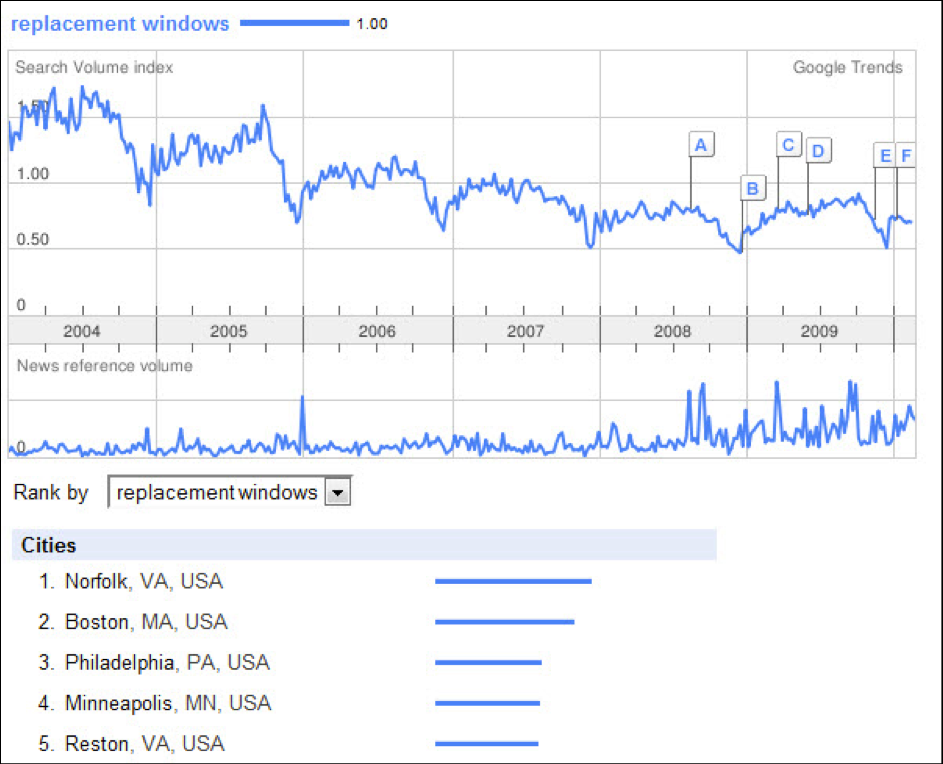 replacement windows 1.00
Search Volume index Google Trends
1.50
A C D E F
1.00
B
0.50
0
2004 2005 2006 2007 2008 2009
News reference volume
0
Rank by replacement windows
Cities
1. Norfolk, VA, USA
2. Boston, MA, USA
3. Philadelphia, PA, USA
4. Minneapolis, MN, USA
5. Reston, VA, USA